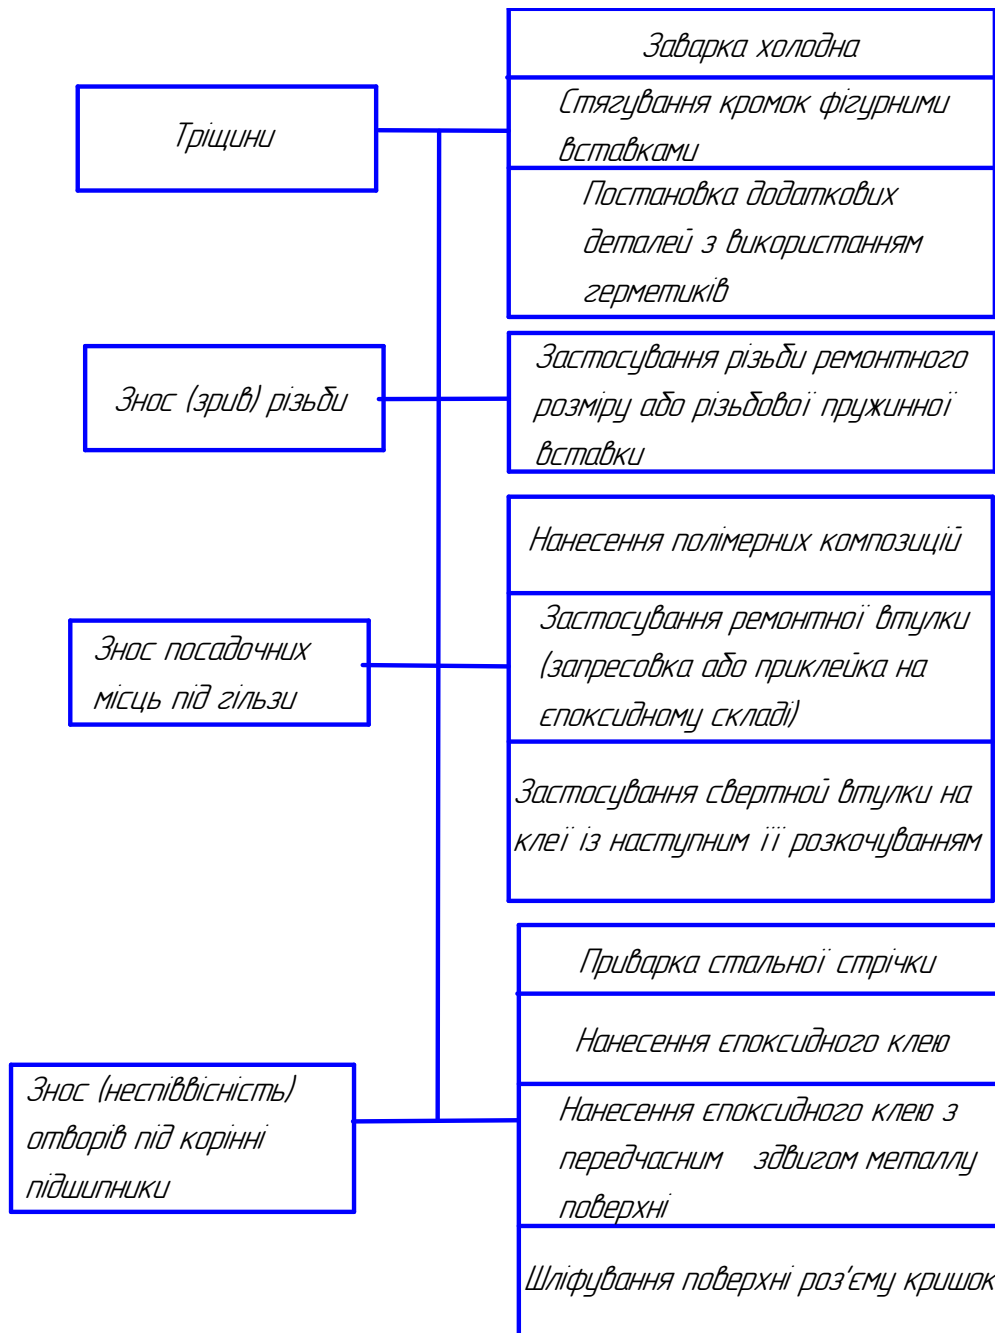 Тріщини
Заварка холодна
Стягування кромок фігурними
вставками
Постановка додаткових
деталей з використанням
герметиків
Знос (зрив) різьби
Застосування різьби ремонтного
розміру або різьбової пружинної
вставки
Знос посадочних
місць під гільзи
Нанесення полімерних композицій
Застосування ремонтної втулки
(запресовка або приклейка на
епоксидному складі)
Застосування свертной втулки на
клеї із наступним її розкочуванням
Знос (неспіввісність)
отворів під корінні
підшипники
Приварка стальної стрічки
Нанесення епоксидного клею
Нанесення епоксидного клею з
передчасним здвигом металлу
поверхні
Шліфування поверхні роз'єму кришок